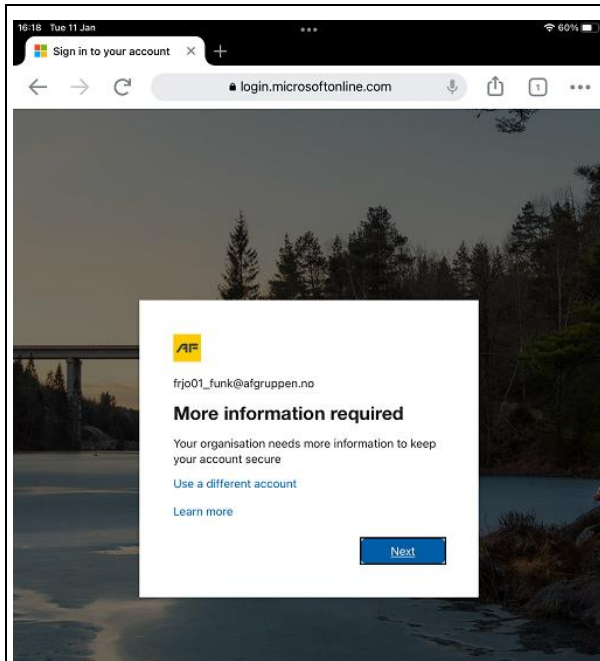 16:18 Tue 11 Jan
60%
Sign in to your account
login.microsoftonline.com
1
AF
frjo01_funk@afgruppen.no
More information required
Your organisation needs more information to keep
your account secure
Use a different account
Learn more
Next